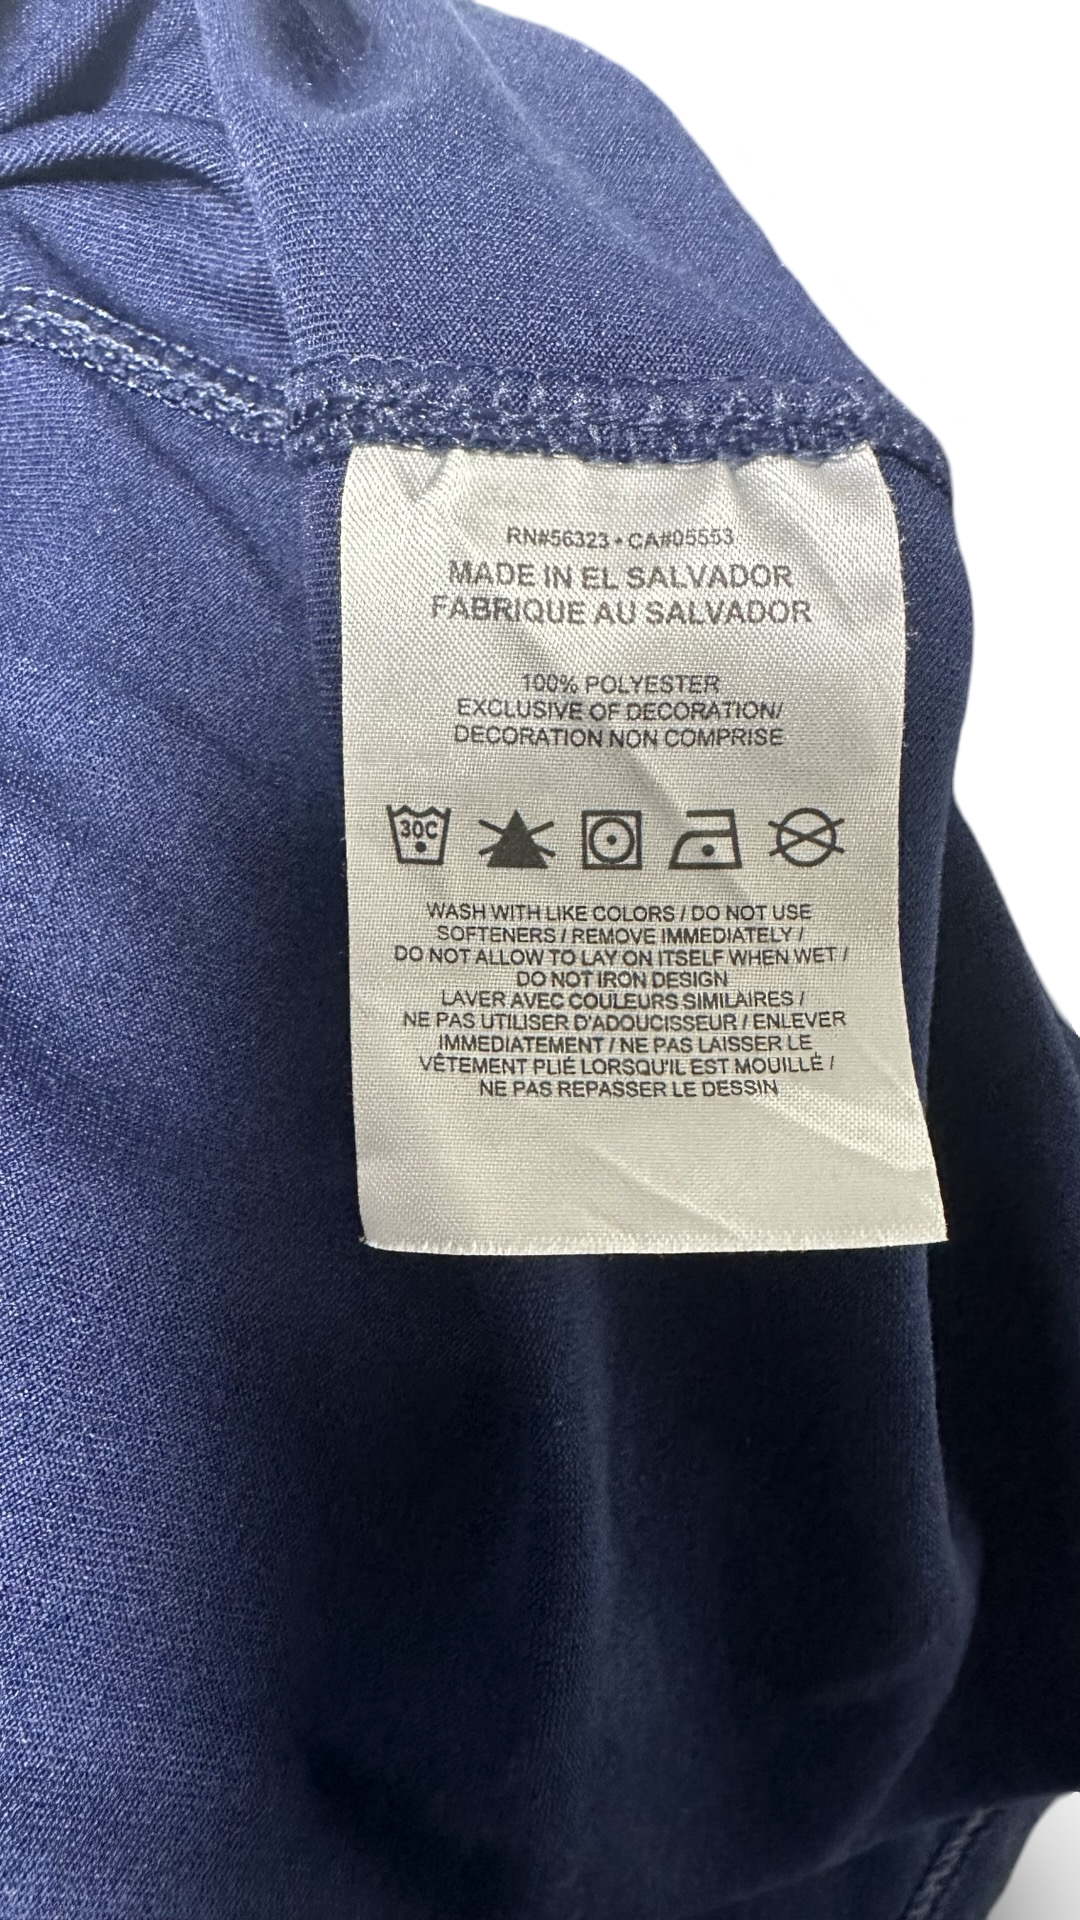 RN#56323 • CA#05553
MADE IN EL SALVADOR
FABRIQUE AU SALVADOR
100% POLYESTER
EXCLUSIVE OF DECORATION/
DECORATION NON COMPRISE
30C
WASH WITH LIKE COLORS / DO NOT USE
SOFTENERS / REMOVE IMMEDIATELY /
DO NOT ALLOW TO LAY ON ITSELF WHEN WET /
DO NOT IRON DESIGN
LAVER AVEC COULEURS SIMILAIRES /
NE PAS UTILISER D'ADOUCISSEUR / ENLEVER
IMMEDIATEMENT / NE PAS LAISSER LE
VÊTEMENT PLIÉ LORSQU'IL EST MOUILLÉ /
NE PAS REPASSER LE DESSIN